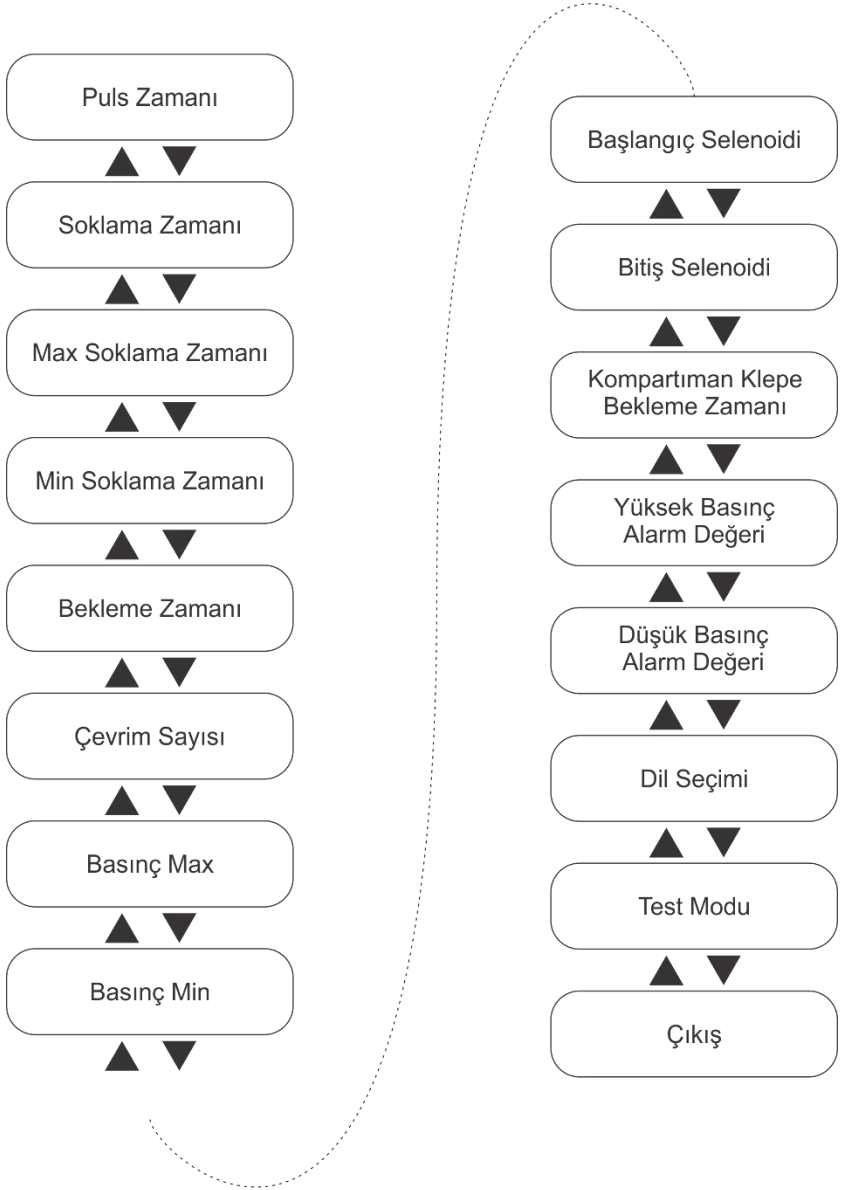 Puls Zamanı
Soklama Zamanı
Max Soklama Zamanı
Min Soklama Zamanı
Bekleme Zamanı
Çevrim Sayısı
Basınç Max
Basınç Min
Başlangıç Selenoidi
Bitiş Selenoidi
Kompartıman Klepe
Bekleme Zamanı
Yüksek Basınç
Alarm Değeri
Düşük Basınç
Alarm Değeri
Dil Seçimi
Test Modu
Çıkış